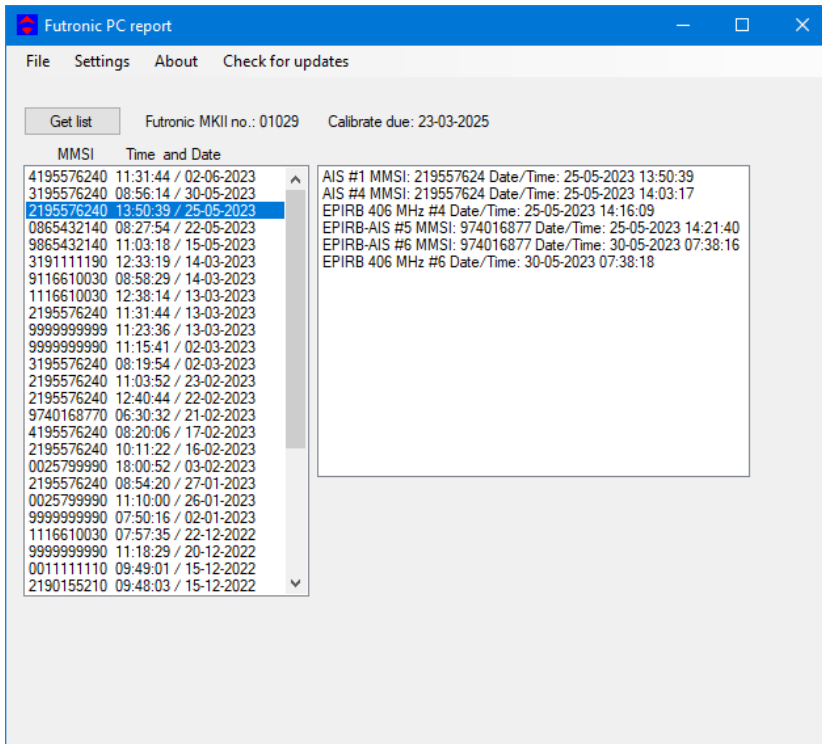 Futronic PC report
File Settings About Check for updates
Get list Futronic MKII no.: 01029 Calibrate due: 23-03-2025
MMSI Time and Date
4195576240 11:31:44 / 02-06-2023
3195576240 08:56:14 / 30-05-2023
2195576240 13:50:39 / 25-05-2023
0865432140 08:27:54 / 22-05-2023
9865432140 11:03:18 / 15-05-2023
3191111190 12:33:19 / 14-03-2023
9116610030 08:58:29 / 14-03-2023
1116610030 12:38:14 / 13-03-2023
2195576240 11:31:44 / 13-03-2023
9999999999 11:23:36 / 13-03-2023
9999999990 11:15:41 / 02-03-2023
3195576240 08:19:54 / 02-03-2023
2195576240 11:03:52 / 23-02-2023
2195576240 12:40:44 / 22-02-2023
9740168770 06:30:32 / 21-02-2023
4195576240 08:20:06 / 17-02-2023
2195576240 10:11:22 / 16-02-2023
0025799990 18:00:52 / 03-02-2023
2195576240 08:54:20 / 27-01-2023
0025799990 11:10:00 / 26-01-2023
9999999990 07:50:16 / 02-01-2023
1116610030 07:57:35 / 22-12-2022
9999999990 11:18:29 / 20-12-2022
0011111110 09:49:01 / 15-12-2022
2190155210 09:48:03 / 15-12-2022
AIS #1 MMSI: 219557624 Date/Time: 25-05-2023 13:50:39
AIS #4 MMSI: 219557624 Date/Time: 25-05-2023 14:03:17
EPIRB 406 MHz #4 Date/Time: 25-05-2023 14:16:09
EPIRB-AIS #5 MMSI: 974016877 Date/Time: 25-05-2023 14:21:40
EPIRB-AIS #6 MMSI: 974016877 Date/Time: 30-05-2023 07:38:16
EPIRB 406 MHz #6 Date/Time: 30-05-2023 07:38:18